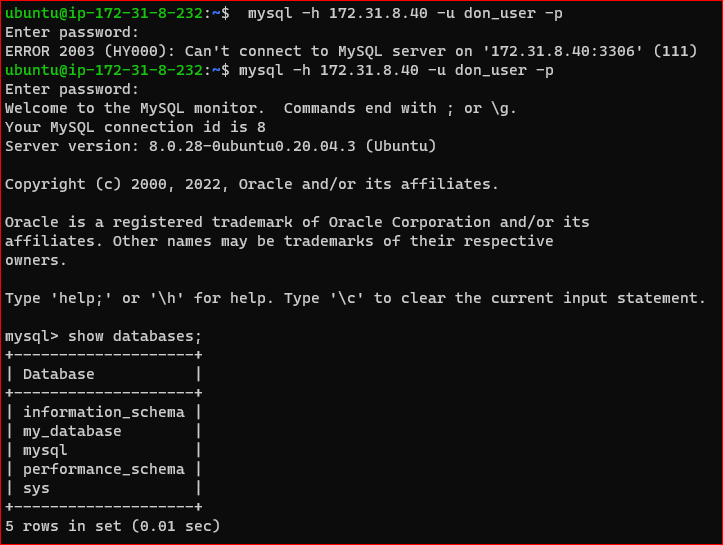 ubuntu@ip-172-31-8-232:~$  mysql -h 172.31.8.40 -u don_user -p
Enter password:
ERROR 2003 (HY000): Can't connect to MySQL server on '172.31.8.40:3306' (111)
ubuntu@ip-172-31-8-232:~$ mysql -h 172.31.8.40 -u don_user -p
Enter password:
Welcome to the MySQL monitor.  Commands end with ; or \g.
Your MySQL connection id is 8
Server version: 8.0.28-0ubuntu0.20.04.3 (Ubuntu)

Copyright (c) 2000, 2022, Oracle and/or its affiliates.

Oracle is a registered trademark of Oracle Corporation and/or its
affiliates. Other names may be trademarks of their respective
owners.

Type 'help;' or '\h' for help. Type '\c' to clear the current input statement.

mysql> show databases;
+--------------------+
| Database           |
+--------------------+
| information_schema |
| my_database        |
| mysql              |
| performance_schema |
| sys                |
+--------------------+
5 rows in set (0.01 sec)